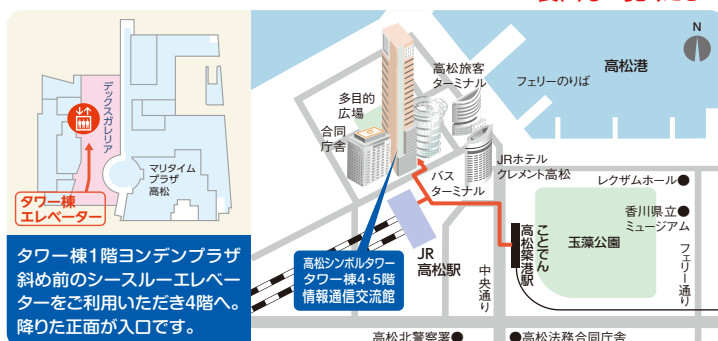 デックスガレリア
マリタイム
プラザ
高松
タワー棟
エレベーター
タワー棟1階ヨンデンプラザ
斜め前のシースルーエレベー
ターをご利用いただき4階へ。
降りた正面が入口です。
N
高松港
フェリーのりば
高松旅客
ターミナル
多目的
広場
合同
庁舎
JRホテル
クレメント高松
バス
ターミナル
レクザムホール●
香川県立●
ミュージアム
玉藻公園
ことでん
高松築港駅
フェリー通り
中央通り
JR
高松駅
高松シンボルタワー
タワー棟4・5階
情報通信交流館
高松北警察署●
●高松法務合同庁舎